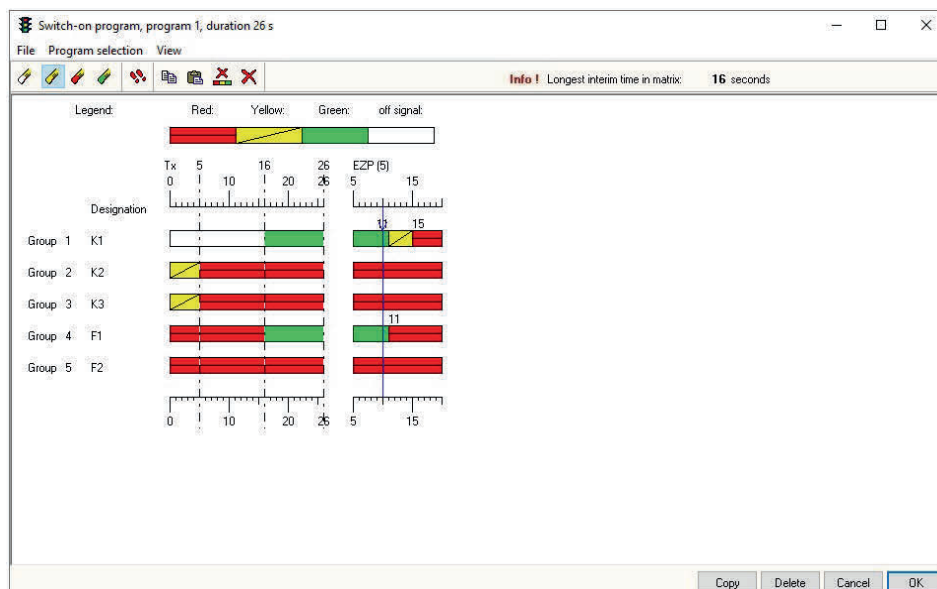 Switch-on program, program 1, duration 26 s
File Program selection View
Info ! Longest interim time in matrix: 16 seconds
Legend: Red: Yellow: Green: off signal:
Tx 5 16 26 EZP (5)
0 10 20 26 5 15
Designation
11 15
Group 1 K1
Group 2 K2
Group 3 K3
11
Group 4 F1
Group 5 F2
0 10 20 26 5 15
Copy Delete Cancel OK